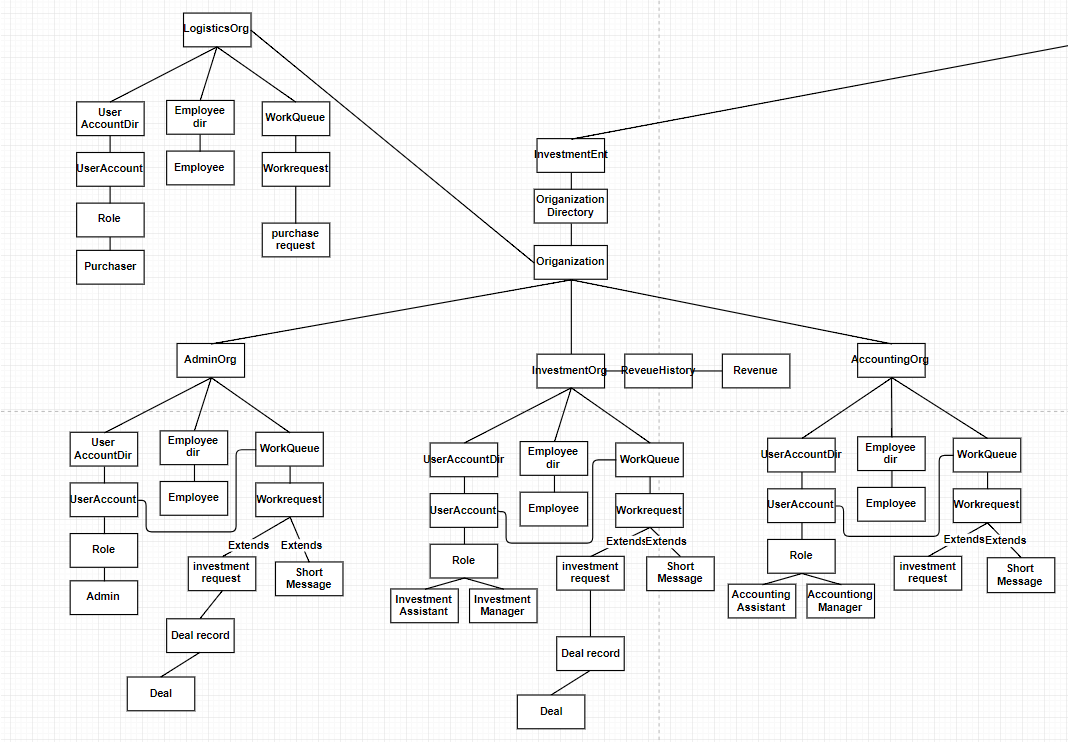 LogisticsOrg
User
AccountDir
Employee
dir
WorkQueue
UserAccount
Employee
Workrequest
Role
purchase
request
Purchaser
InvestmentEnt
Origanization
Directory
Origanization
AdminOrg
InvestmentOrg
ReveueHistory
Revenue
AccountingOrg
User
AccountDir
Employee
dir
WorkQueue
UserAccount
Employee
Workrequest
Role
Extends
Extends
investment
request
Short
Message
Admin
Deal record
Deal
UserAccountDir
Employee
dir
WorkQueue
UserAccount
Employee
Workrequest
Role
Extends
Extends
investment
request
Short
Message
Investment
Assistant
Investment
Manager
Deal record
Deal
UserAccountDir
Employee
dir
WorkQueue
UserAccount
Employee
Workrequest
Role
Extends
Extends
investment
request
Short
Message
Accounting
Assistant
Accountiong
Manager